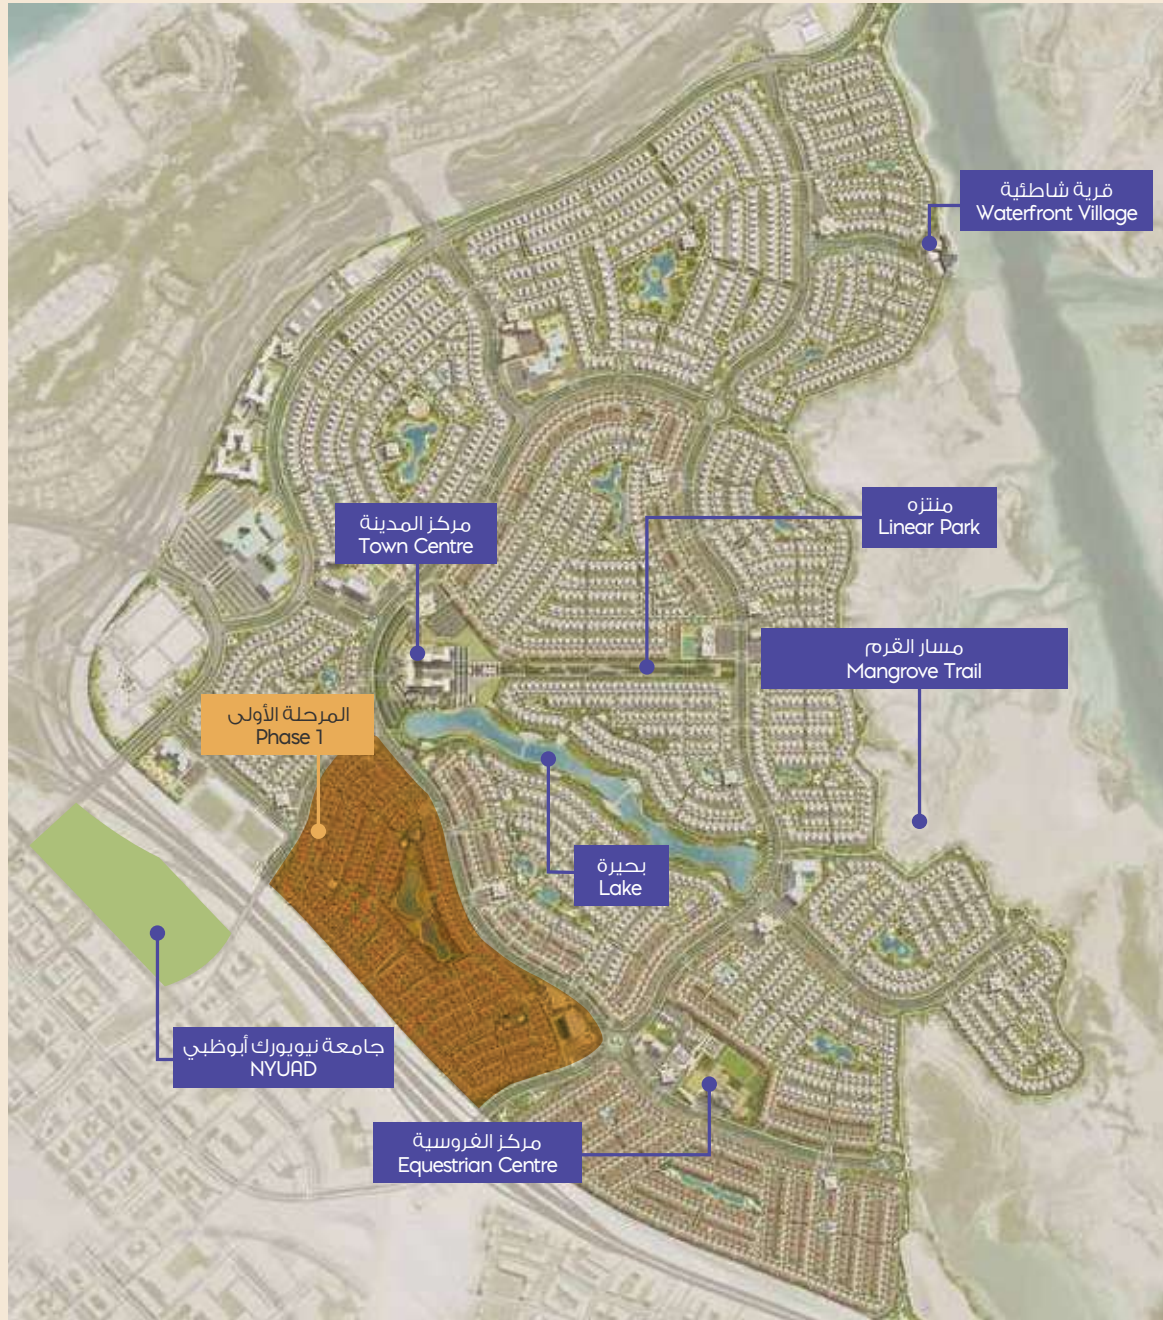 قرية شاطئية
Waterfront Village
منتزه
Linear Park
مركز المدينة
Town Centre
مسار القرم
Mangrove Trail
المرحلة الأولى
Phase 1
بحيرة
Lake
جامعة نيويورك أبوظبي
NYUAD
مركز الفروسية
Equestrian Centre